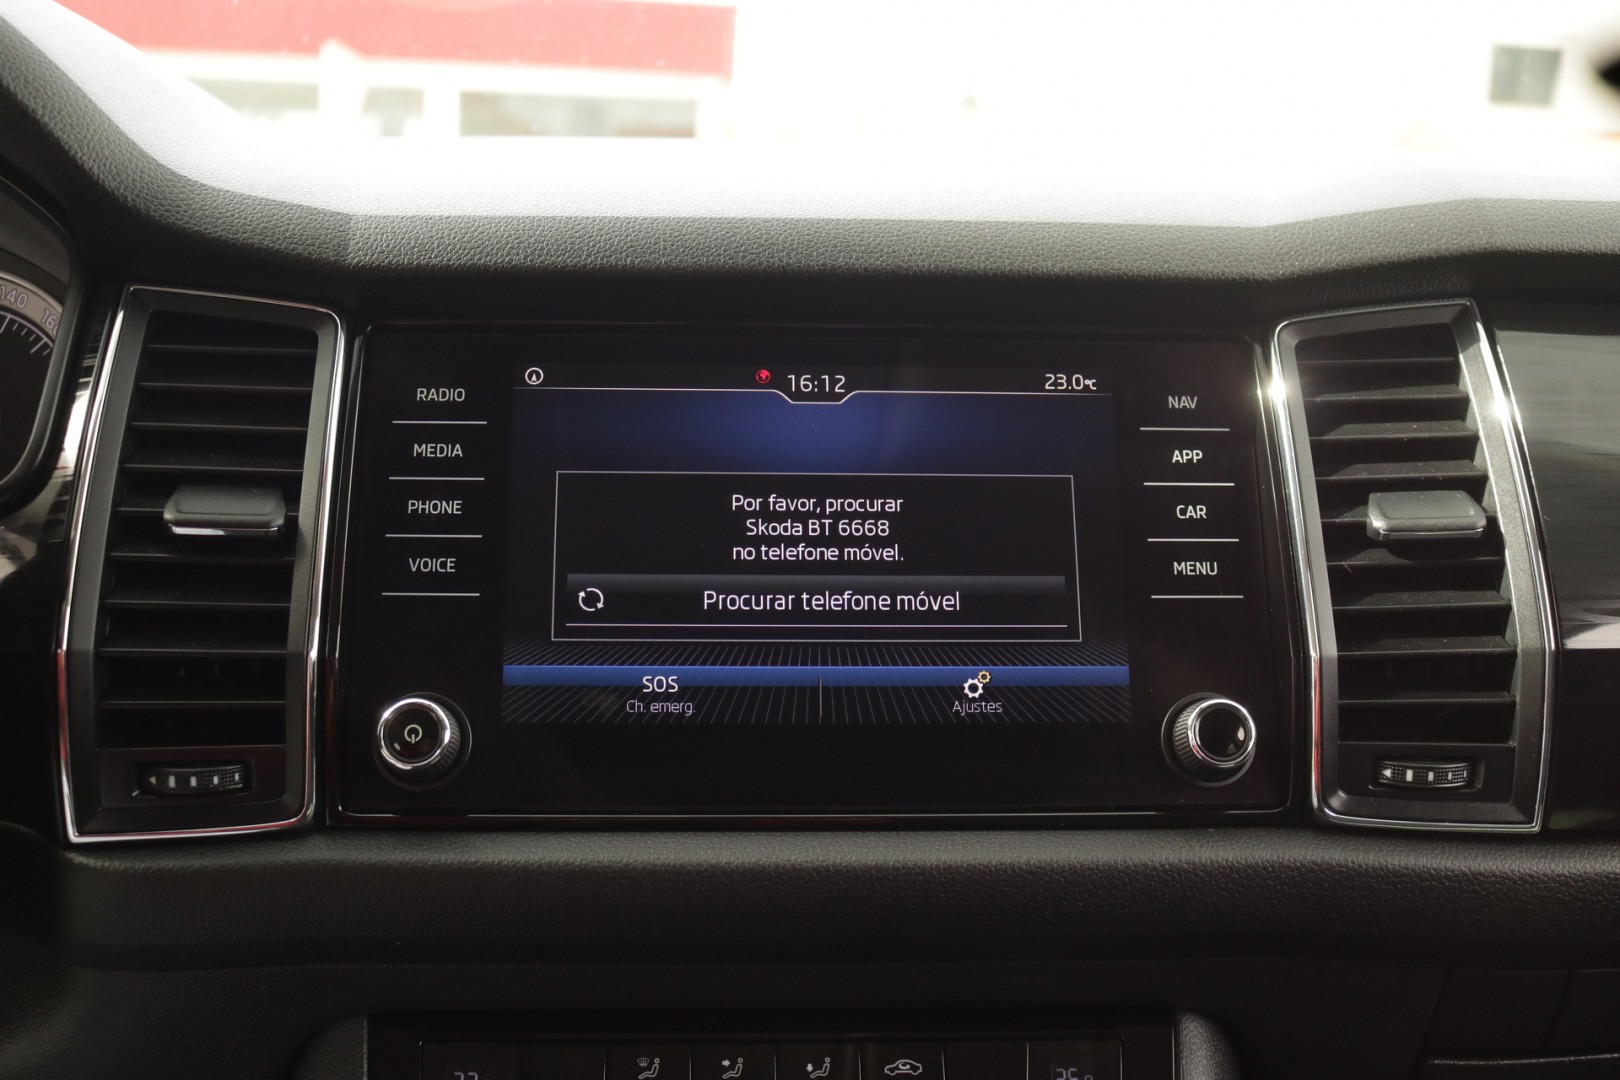 140
RADIO
MEDIA
PHONE
VOICE
16:12
23.0°C
Por favor, procurar
Skoda BT 6668
no telefone móvel.
Procurar telefone móvel
SOS
Ch. emerg.
Ajustes
NAV
APP
CAR
MENU